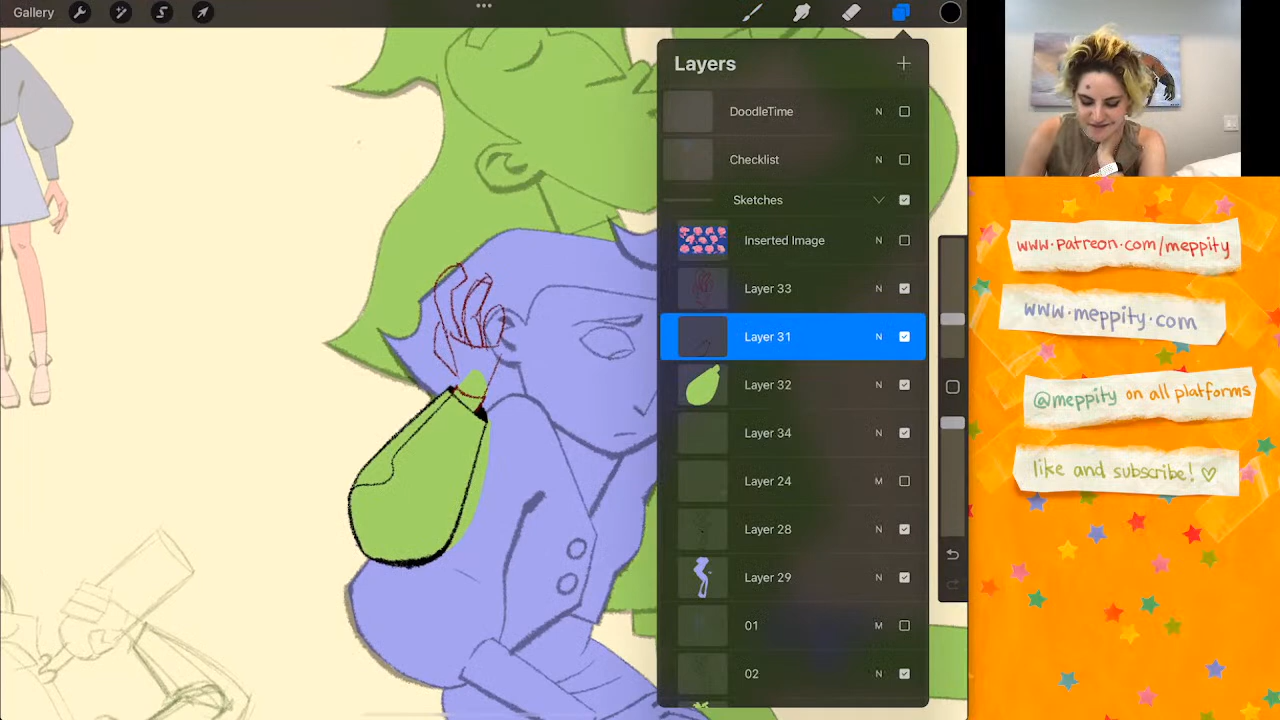 Gallery
Layers
DoodleTime N
Checklist N
Sketches
Inserted Image N
Layer 33 N
Layer 31 N
Layer 32 N
Layer 34 N
Layer 24 M
Layer 28 N
Layer 29 N
01 M
02 N
www.patreon.com/meppity
www.meppity.com
@meppity on all platforms
like and subscribe! ♡